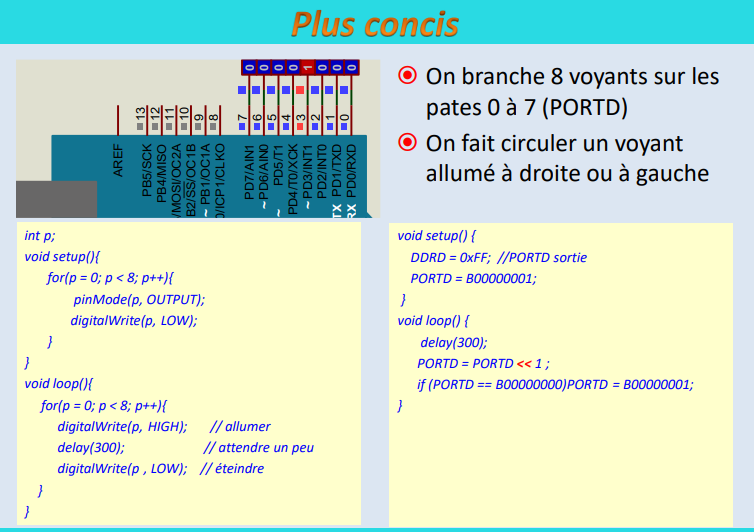 Plus concis
0 0 0 0 1 0 0 0
13 12 11 10 9 8 7 6 5 4 3 2 1 0
AREF
PB5/SCK
PB4/MISO
/MOSI/OC2A
B2/SS/OC1B
~ PB1/OC1A
0/ICP1/CLKO
PD7/AIN1
~ PD6/AIN0
~ PD5/T1
PD4/T0/XCK
~ PD3/INT1
PD2/INT0
TX PD1/TXD
RX PD0/RXD
On branche 8 voyants sur les
pates 0 à 7 (PORTD)
On fait circuler un voyant
allumé à droite ou à gauche
int p;
void setup(){
for(p = 0; p < 8; p++){
pinMode(p, OUTPUT);
digitalWrite(p, LOW);
}
}
void loop(){
for(p = 0; p < 8; p++){
digitalWrite(p, HIGH); // allumer
delay(300); // attendre un peu
digitalWrite(p , LOW); // éteindre
}
}
void setup() {
DDRD = 0xFF; //PORTD sortie
PORTD = B00000001;
}
void loop() {
delay(300);
PORTD = PORTD << 1 ;
if (PORTD == B00000000)PORTD = B00000001;
}